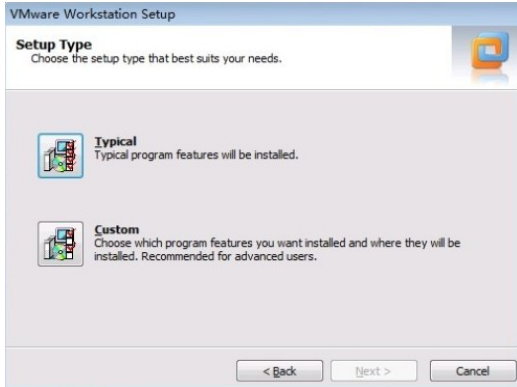 VMware Workstation Setup
Setup Type
Choose the setup type that best suits your needs.
Typical
Typical program features will be installed.
Custom
Choose which program features you want installed and where they will be
installed. Recommended for advanced users.
< Back Next > Cancel